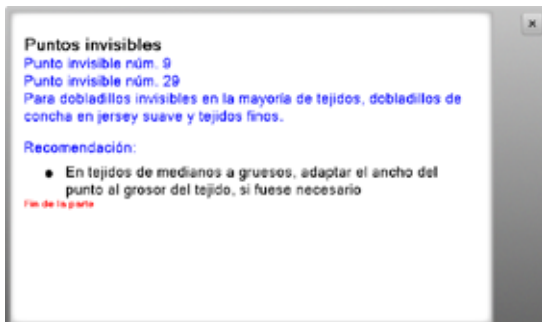 Puntos invisibles
Punto invisible núm. 9
Punto invisible núm. 29
Para dobladillos invisibles en la mayoría de tejidos, dobladillos de
concha en jersey suave y tejidos finos.
Recomendación:
• En tejidos de medianos a gruesos, adaptar el ancho del
punto al grosor del tejido, si fuese necesario
Fin de la parte